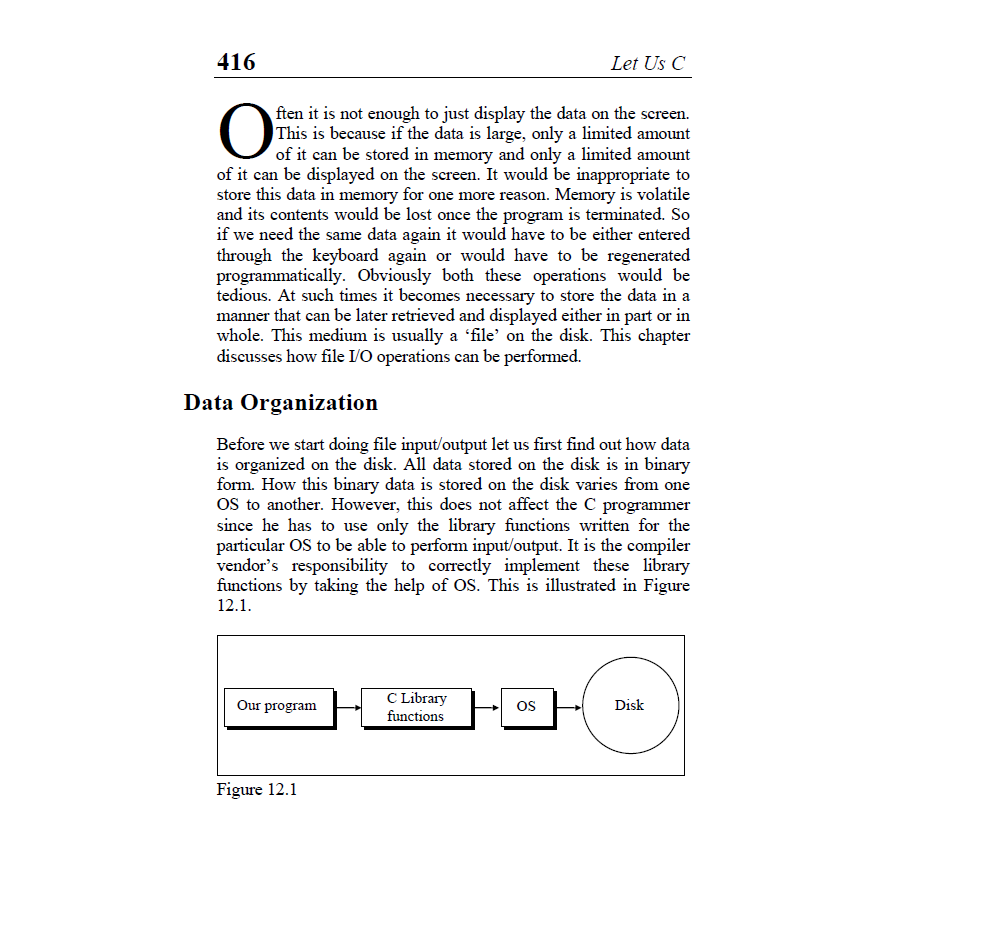 416
Let Us C
Often it is not enough to just display the data on the screen.
This is because if the data is large, only a limited amount
of it can be stored in memory and only a limited amount
of it can be displayed on the screen. It would be inappropriate to
store this data in memory for one more reason. Memory is volatile
and its contents would be lost once the program is terminated. So
if we need the same data again it would have to be either entered
through the keyboard again or would have to be regenerated
programmatically. Obviously both these operations would be
tedious. At such times it becomes necessary to store the data in a
manner that can be later retrieved and displayed either in part or in
whole. This medium is usually a ‘file’ on the disk. This chapter
discusses how file I/O operations can be performed.
Data Organization
Before we start doing file input/output let us first find out how data
is organized on the disk. All data stored on the disk is in binary
form. How this binary data is stored on the disk varies from one
OS to another. However, this does not affect the C programmer
since he has to use only the library functions written for the
particular OS to be able to perform input/output. It is the compiler
vendor’s responsibility to correctly implement these library
functions by taking the help of OS. This is illustrated in Figure
12.1.
Our program
C Library
functions
OS
Disk
Figure 12.1